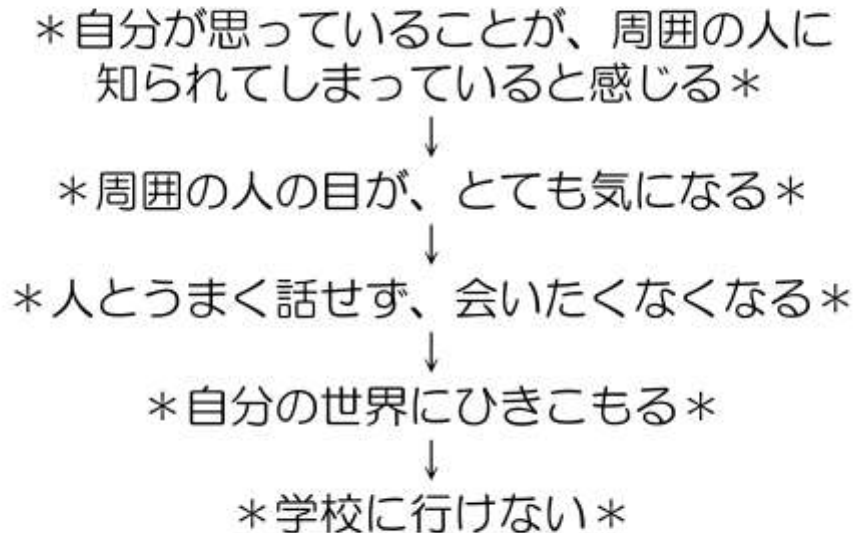 ＊自分が思っていることが、周囲の人に
知られてしまっていると感じる＊
↓
＊周囲の人の目が、とても気になる＊
↓
＊人とうまく話せず、会いたくなくなる＊
↓
＊自分の世界にひきこもる＊
↓
＊学校に行けない＊